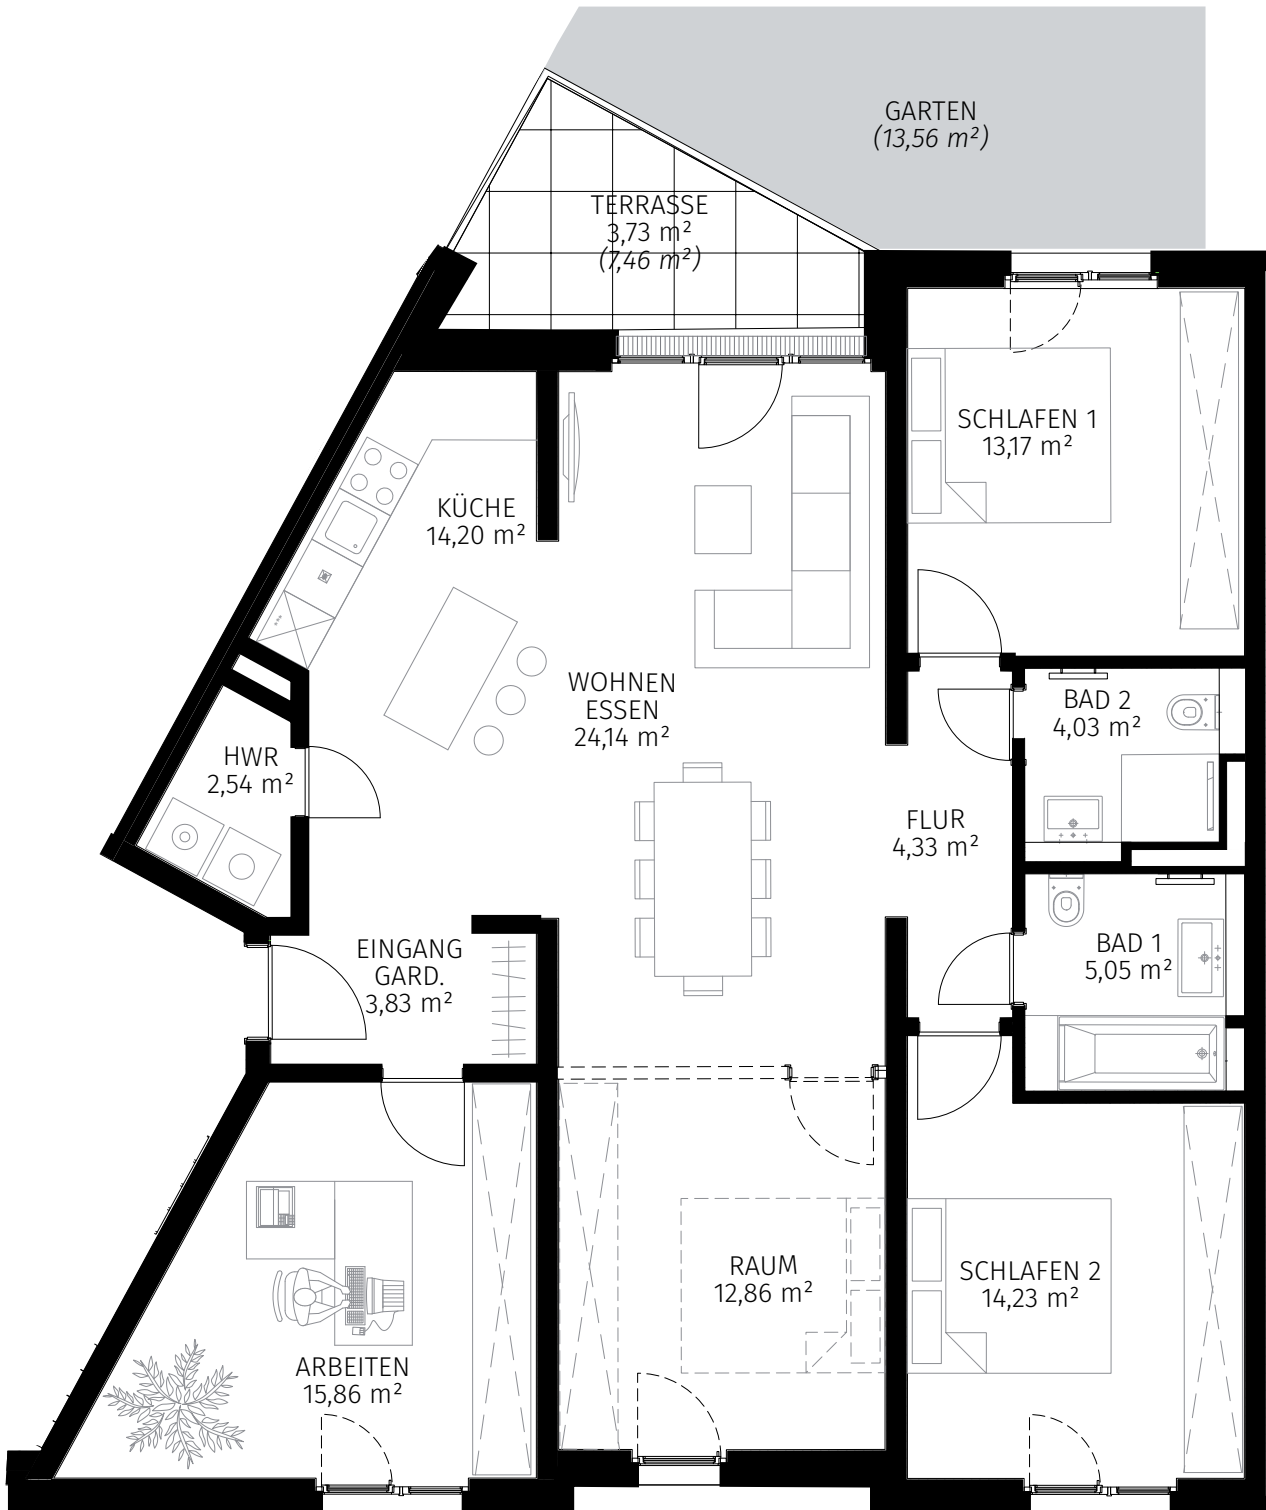 GARTEN
(13,56 m²)
TERRASSE
3,73 m²
(7,46 m²)
SCHLAFEN 1
13,17 m²
KÜCHE
14,20 m²
WOHNEN
ESSEN
24,14 m²
BAD 2
4,03 m²
HWR
2,54 m²
FLUR
4,33 m²
EINGANG
GARD.
3,83 m²
BAD 1
5,05 m²
RAUM
12,86 m²
SCHLAFEN 2
14,23 m²
ARBEITEN
15,86 m²